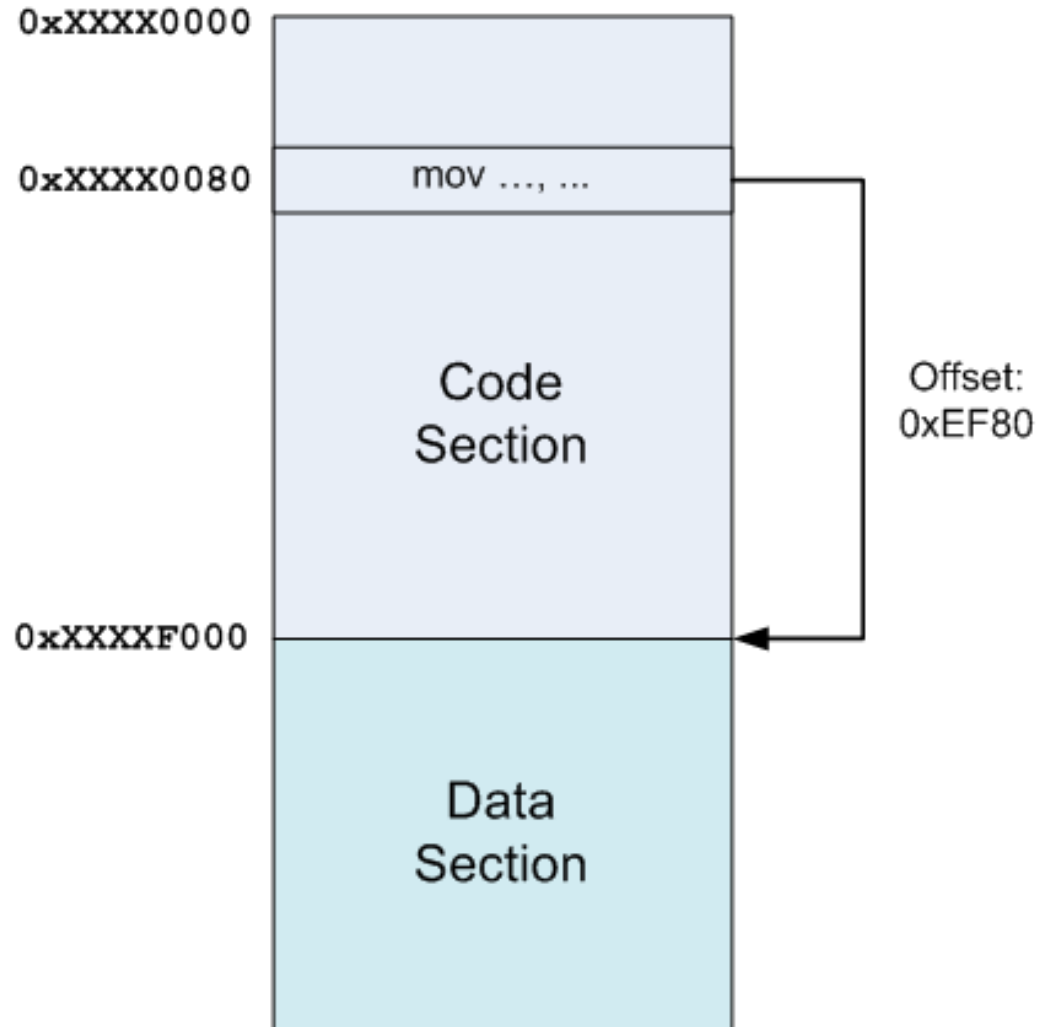 0xXXXX0000
0xXXXX0080
mov ..., ...
Code
Section
Offset:
0xEF80
0xXXXXF000
Data
Section